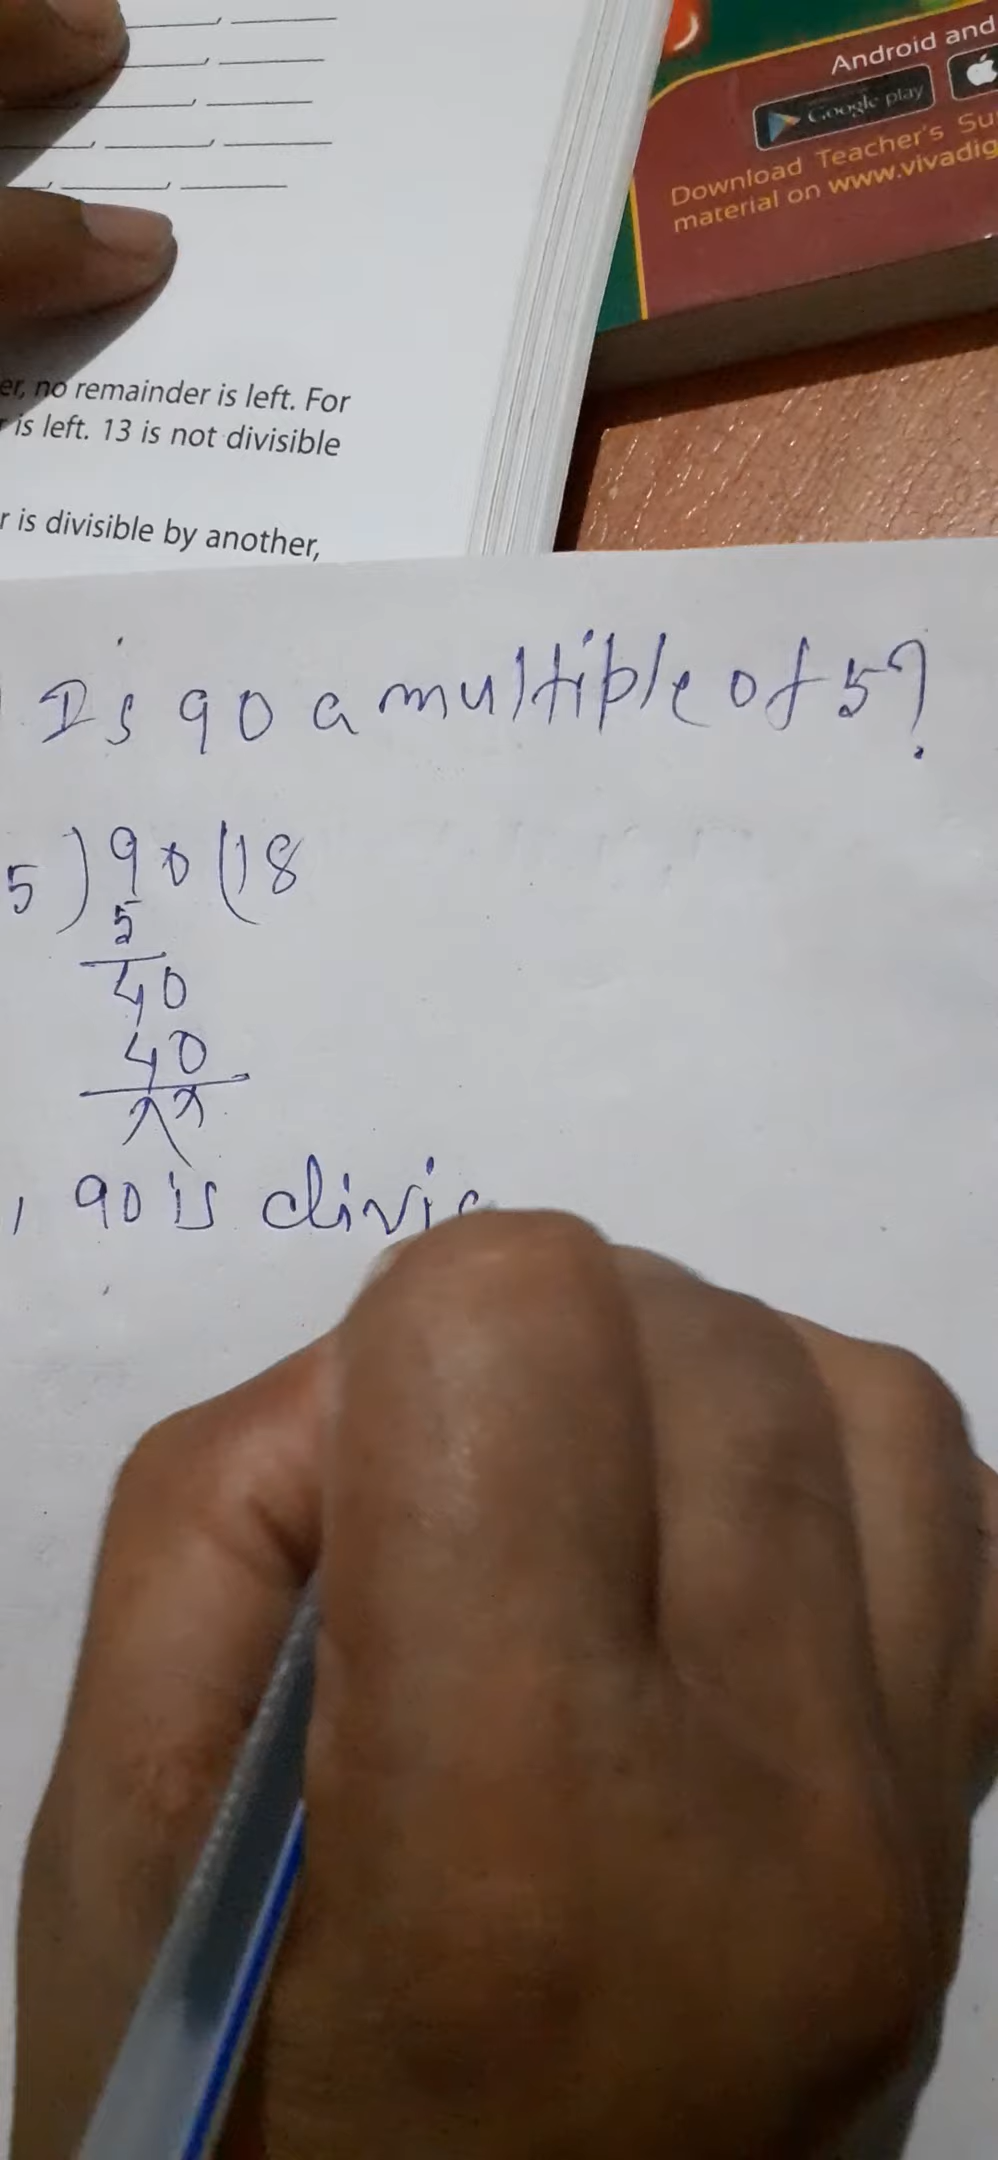 Android and
Google play
Download Teacher's Su
material on www.vivadig
er, no remainder is left. For
r is left. 13 is not divisible
r is divisible by another,
Is 90 a multiple of 5?
5 ) 90 ( 18
5
40
40
xx
, 90 is divi